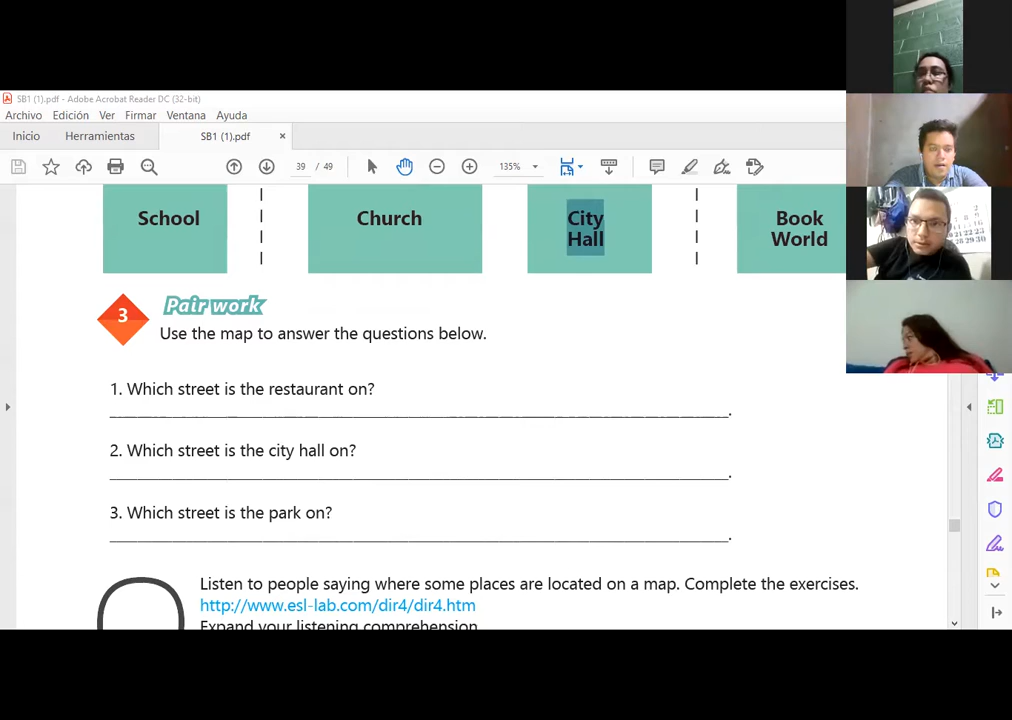 SB1 (1).pdf - Adobe Acrobat Reader DC (32-bit)
Archivo Edición Ver Firmar Ventana Ayuda
Inicio Herramientas SB1 (1).pdf ×
39 / 49 135%
School Church City Hall Book World
3 Pair work
Use the map to answer the questions below.
1. Which street is the restaurant on?
2. Which street is the city hall on?
3. Which street is the park on?
Listen to people saying where some places are located on a map. Complete the exercises.
http://www.esl-lab.com/dir4/dir4.htm
Expand your listening comprehension